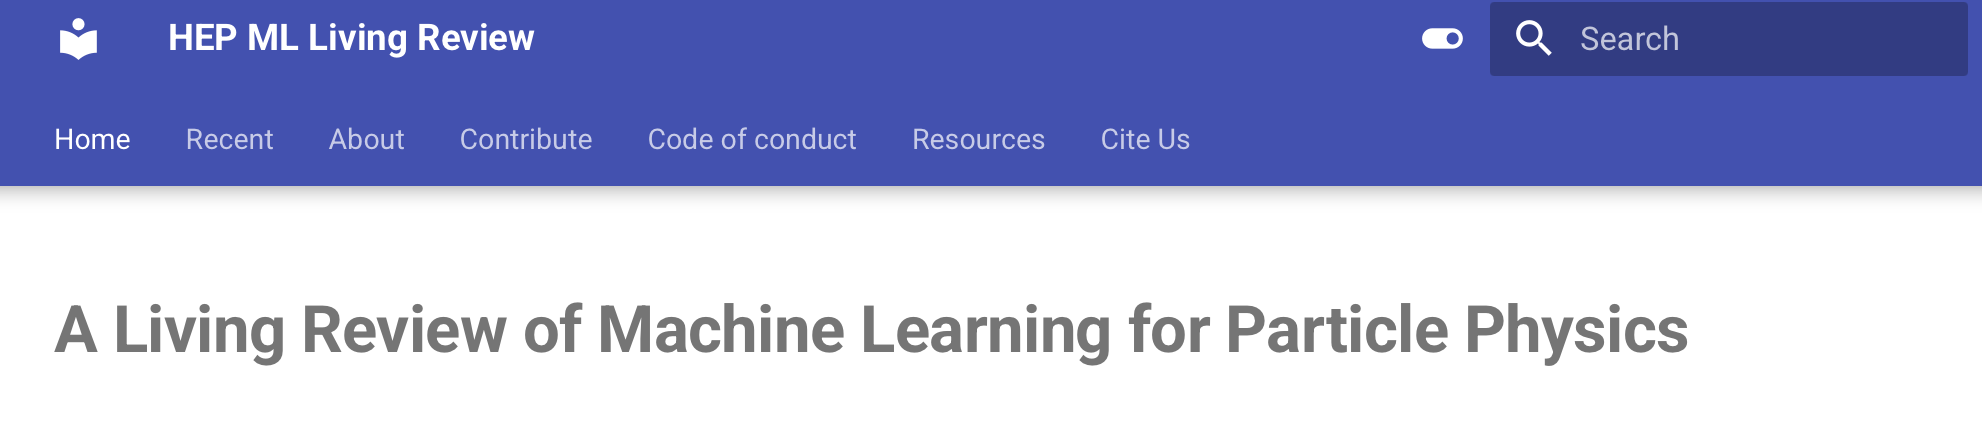 HEP ML Living Review
Search
Home Recent About Contribute Code of conduct Resources Cite Us
A Living Review of Machine Learning for Particle Physics